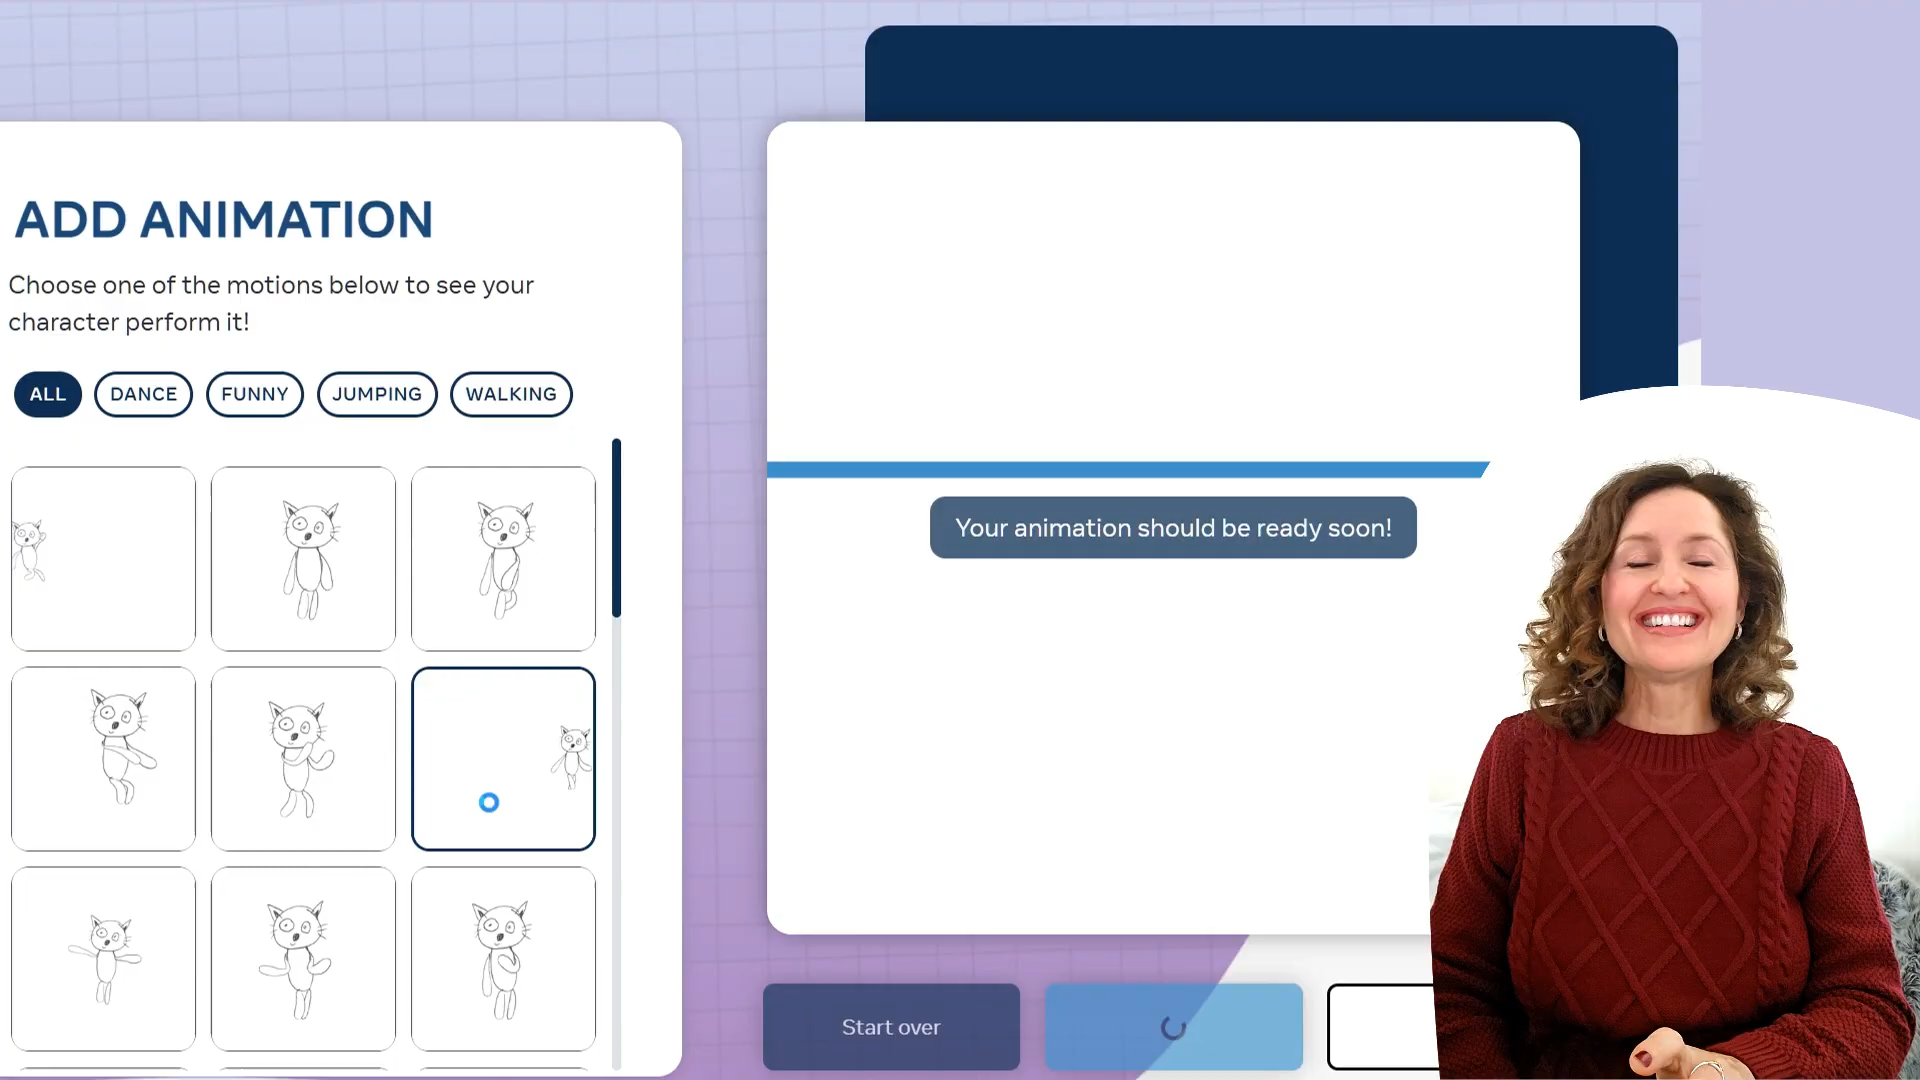 ADD ANIMATION
Choose one of the motions below to see your
character perform it!
ALL
DANCE
FUNNY
JUMPING
WALKING
Your animation should be ready soon!
Start over